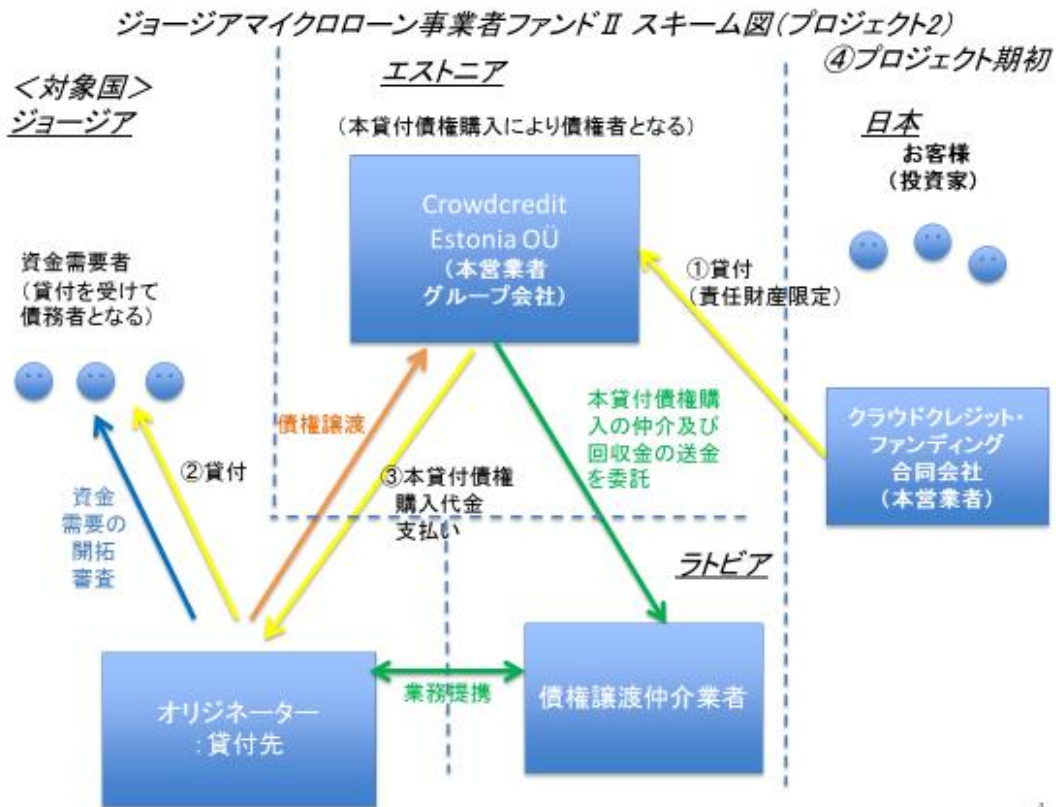 ジョージアマイクロローン事業者ファンドⅡ スキーム図(プロジェクト2)
④プロジェクト期初
<対象国>
ジョージア
エストニア
(本貸付債権購入により債権者となる)
日本
お客様
(投資家)
Crowdcredit
Estonia OÜ
(本営業者
グループ会社)
資金需要者
(貸付を受けて
債務者となる)
①貸付
(責任財産限定)
債権譲渡
本貸付債権購
入の仲介及び
回収金の送金
を委託
クラウドクレジット・
ファンディング
合同会社
(本営業者)
②貸付
③本貸付債権
購入代金
支払い
資金
需要の
開拓
審査
ラトビア
オリジネーター
:貸付先
業務提携
債権譲渡仲介業者